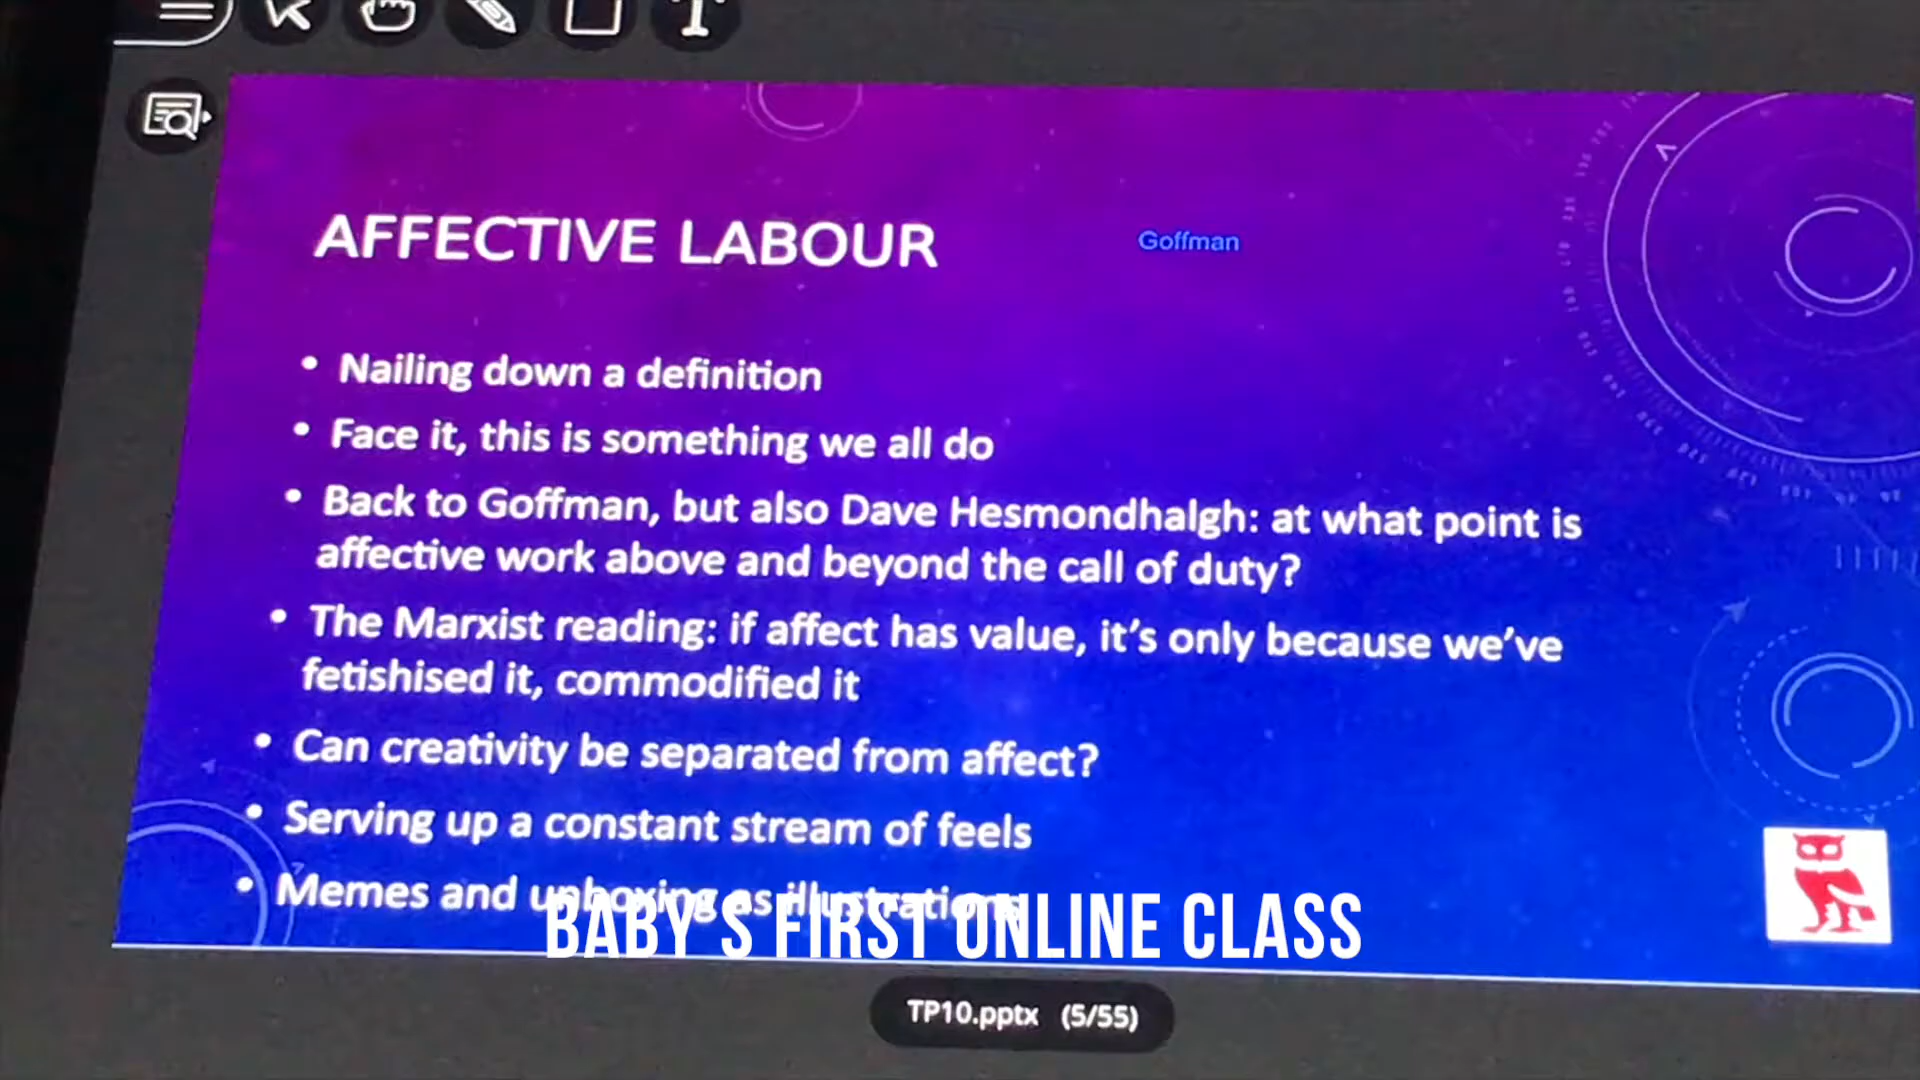 AFFECTIVE LABOUR
Goffman
• Nailing down a definition
• Face it, this is something we all do
• Back to Goffman, but also Dave Hesmondhalgh: at what point is
affective work above and beyond the call of duty?
• The Marxist reading: if affect has value, it's only because we've
fetishised it, commodified it
• Can creativity be separated from affect?
• Serving up a constant stream of feels
• Memes and unboxing as illustrations
BABY'S FIRST ONLINE CLASS
TP10.pptx (5/55)